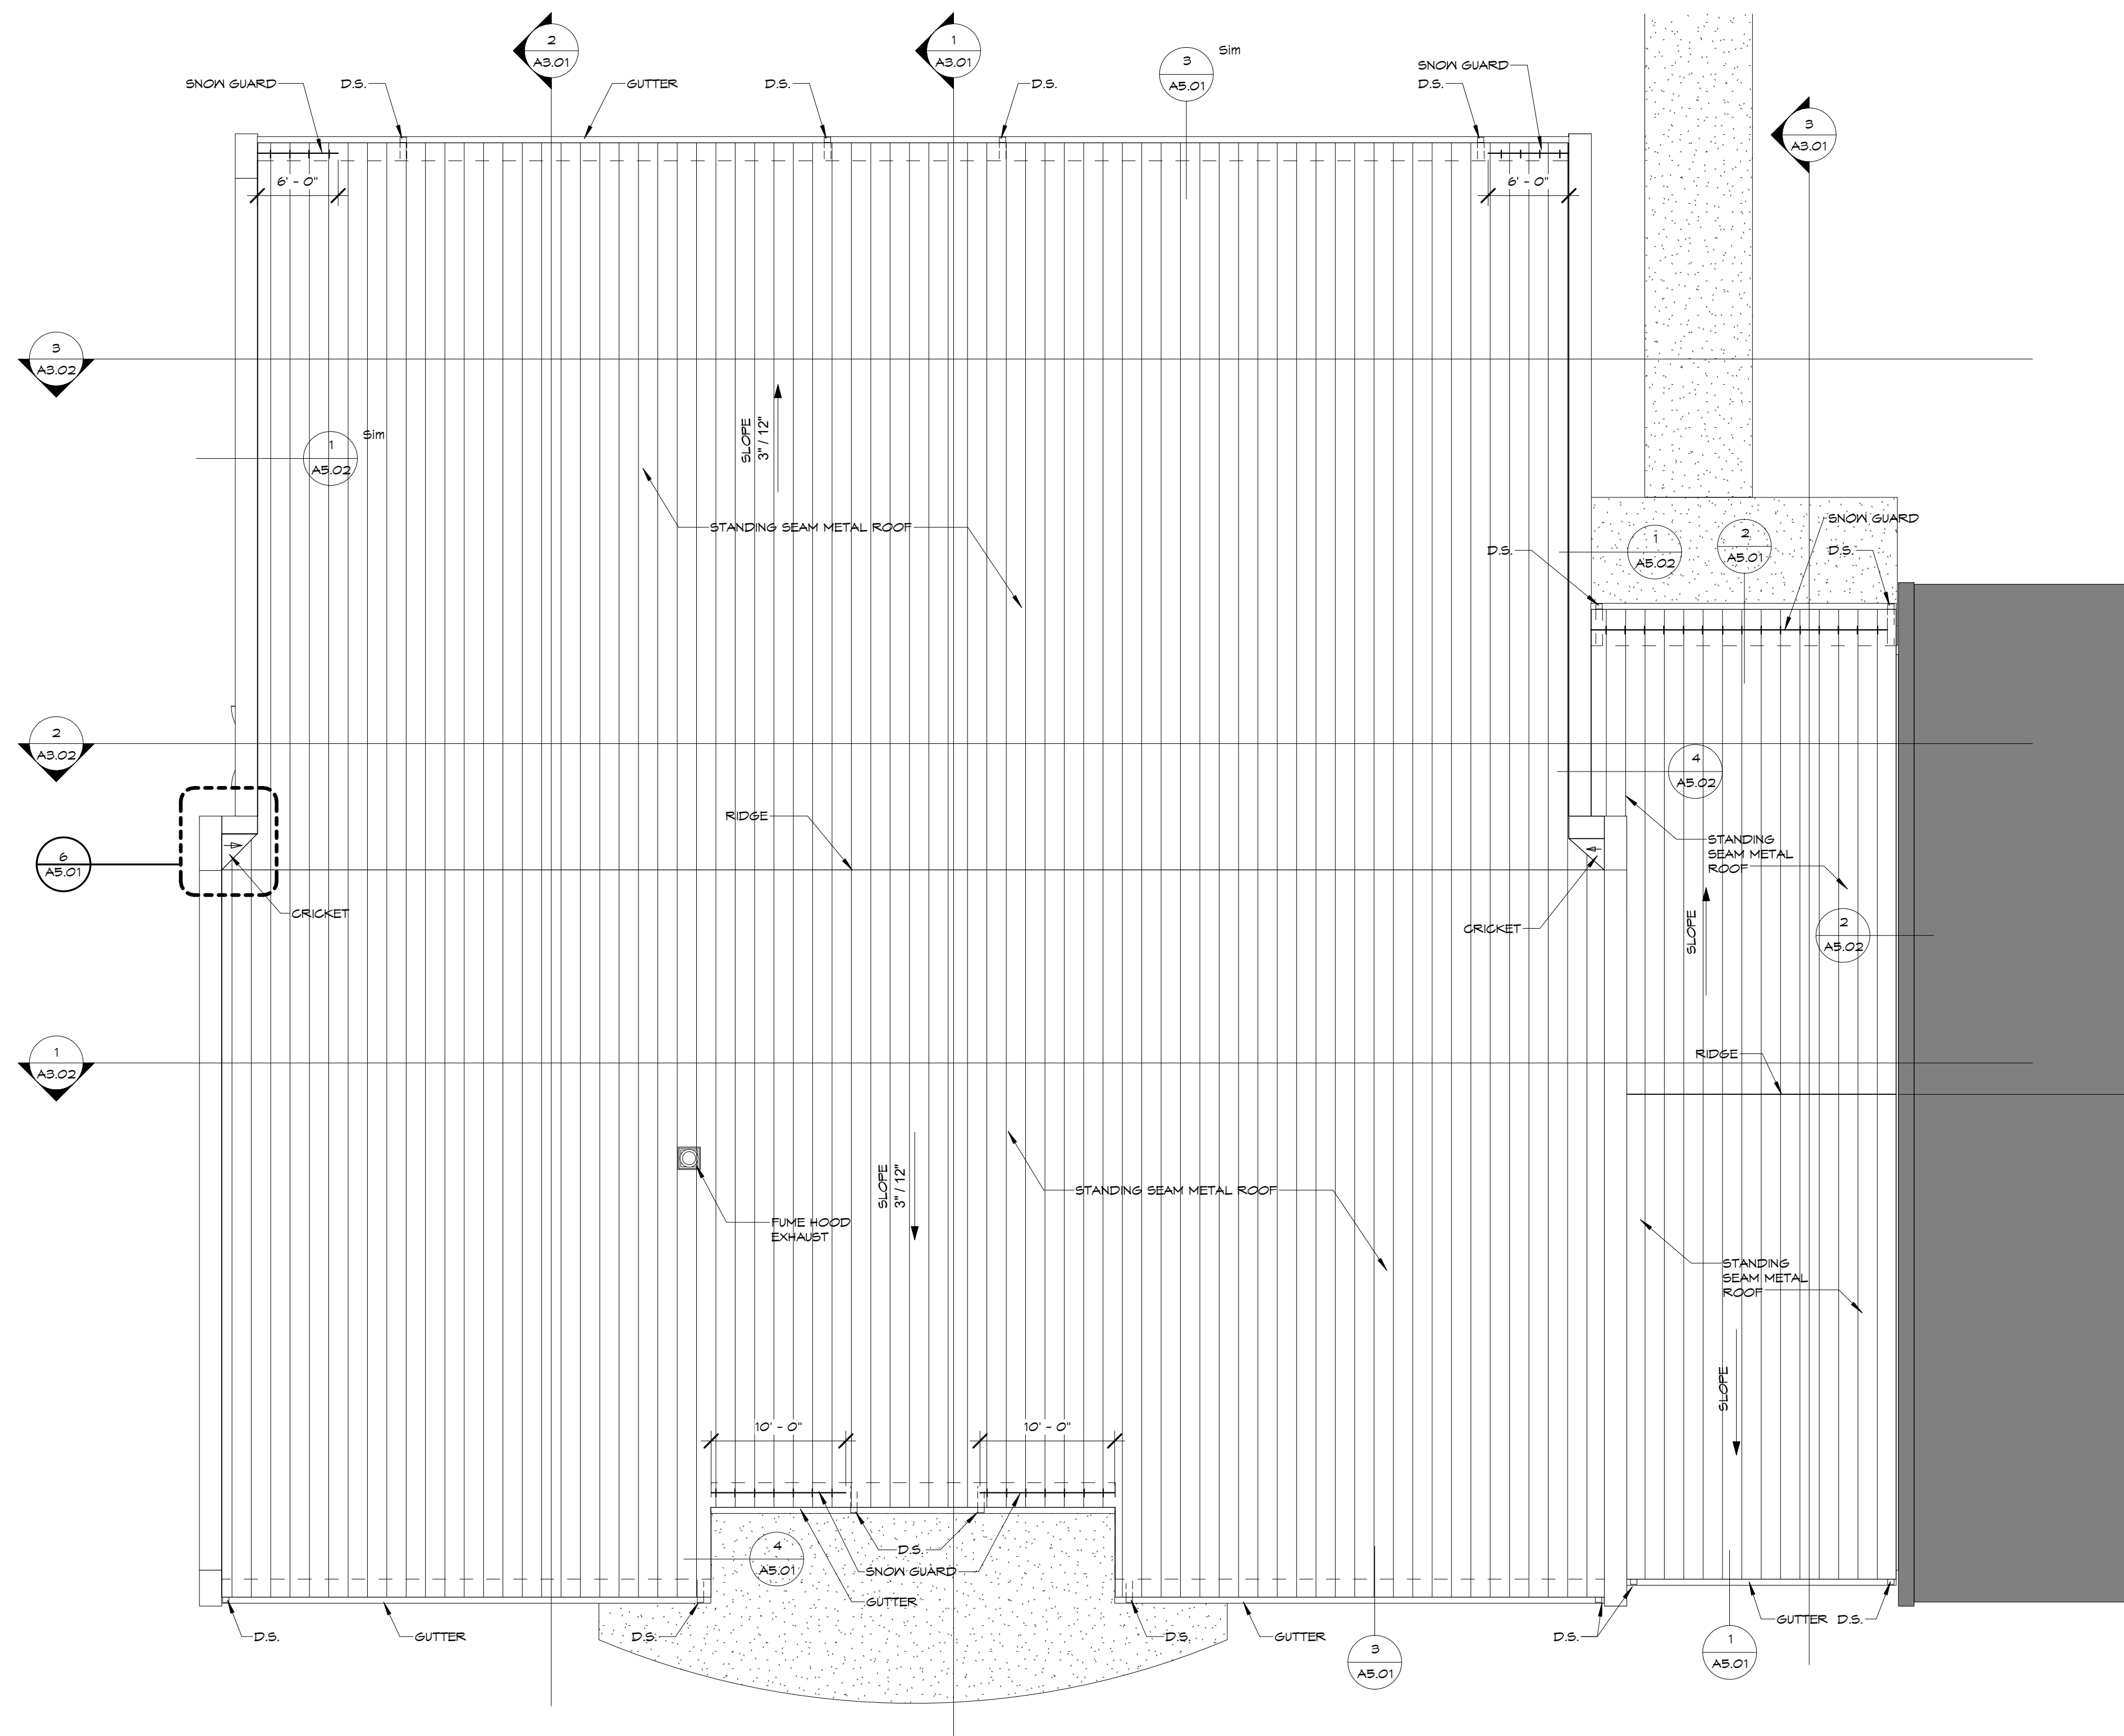 2
A3.01
1
A3.01
3
A5.01
Sim
SNOW GUARD
D.S.
GUTTER
D.S.
D.S.
SNOW GUARD
D.S.
3
A3.01
6' - 0"
6' - 0"
3
A3.02
SLOPE
3" / 12"
1
A5.02
Sim
STANDING SEAM METAL ROOF
SNOW GUARD
D.S.
1
A5.02
2
A5.01
D.S.
2
A3.02
4
A5.02
RIDGE
STANDING
SEAM METAL
ROOF
6
A5.01
CRICKET
CRICKET
SLOPE
2
A5.02
1
A3.02
RIDGE
SLOPE
3" / 12"
STANDING SEAM METAL ROOF
FUME HOOD
EXHAUST
STANDING
SEAM METAL
ROOF
SLOPE
10' - 0"
10' - 0"
4
A5.01
D.S.
SNOW GUARD
GUTTER
D.S.
GUTTER
D.S.
D.S.
GUTTER
D.S.
GUTTER
D.S.
3
A5.01
1
A5.01